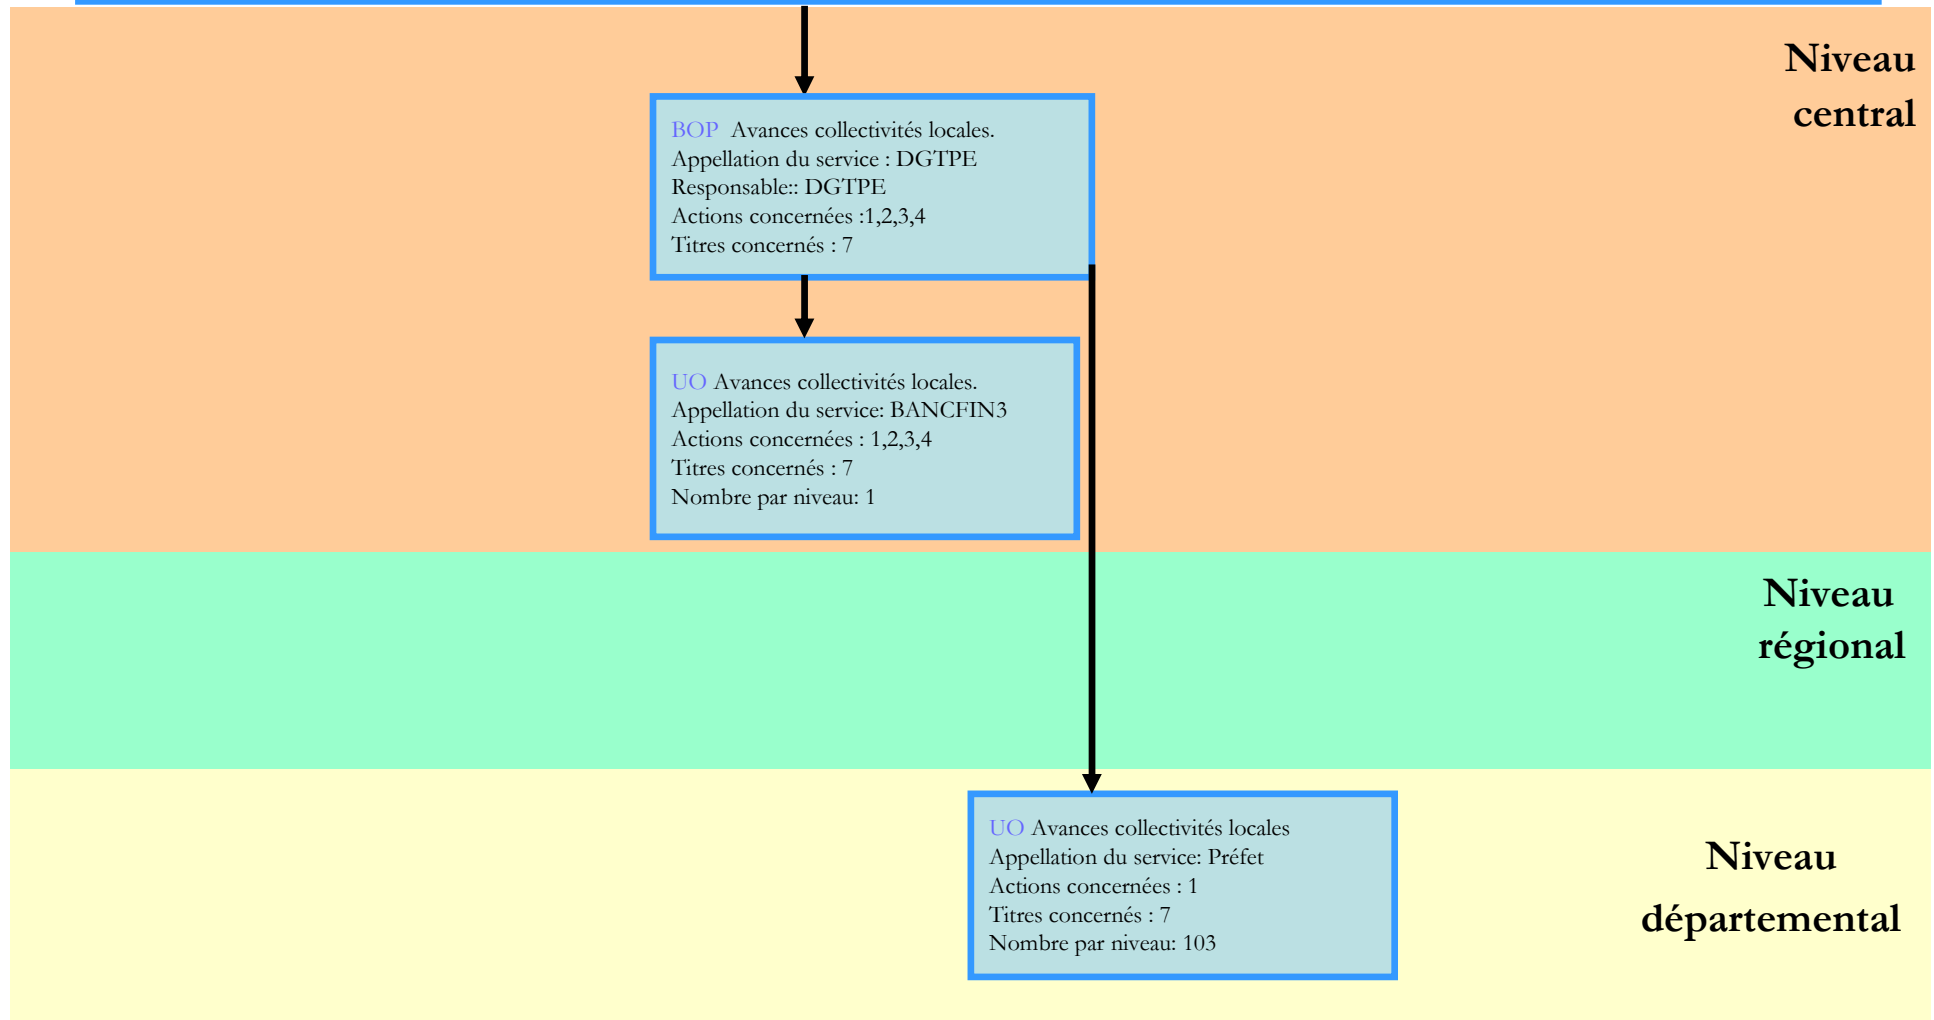 Niveau
central
BOP Avances collectivités locales.
Appellation du service : DGTPE
Responsable:: DGTPE
Actions concernées :1,2,3,4
Titres concernés : 7
UO Avances collectivités locales.
Appellation du service: BANCFIN3
Actions concernées : 1,2,3,4
Titres concernés : 7
Nombre par niveau: 1
Niveau
régional
UO Avances collectivités locales
Appellation du service: Préfet
Actions concernées : 1
Titres concernés : 7
Nombre par niveau: 103
Niveau
départemental